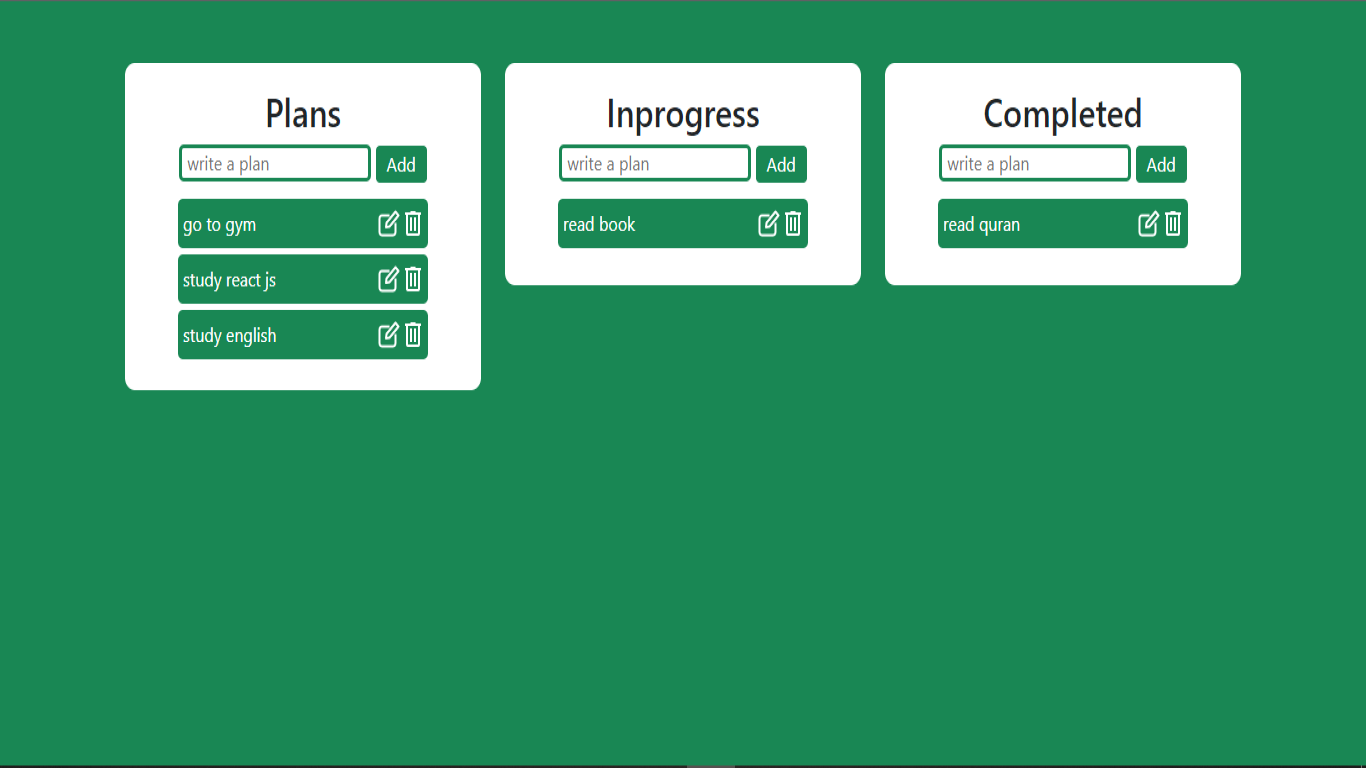 Plans
write a plan
Add
go to gym
study react js
study english
Inprogress
write a plan
Add
read book
Completed
write a plan
Add
read quran